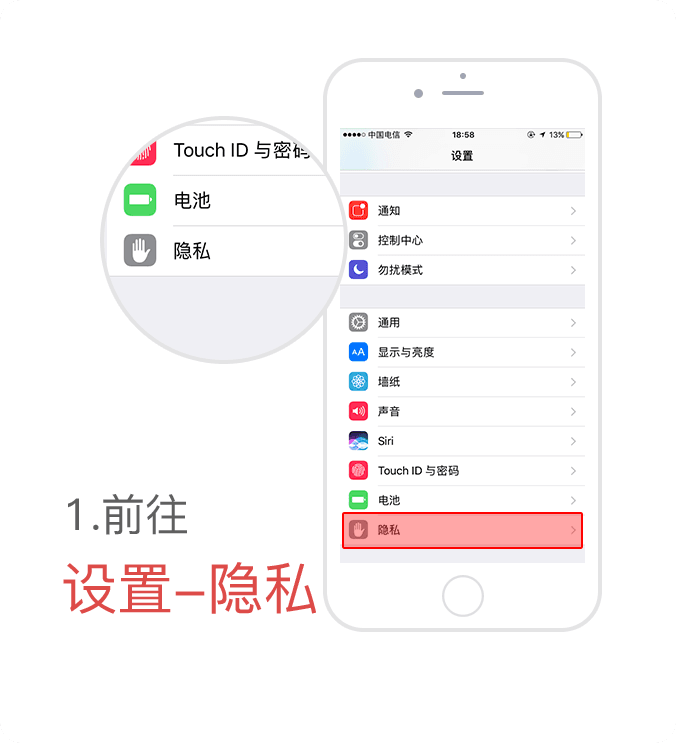 Touch ID 与密码
电池
隐私
中国电信 18:58 13%
设置
通知
控制中心
勿扰模式
通用
AA 显示与亮度
墙纸
声音
Siri
Touch ID 与密码
电池
隐私
1.前往
设置–隐私